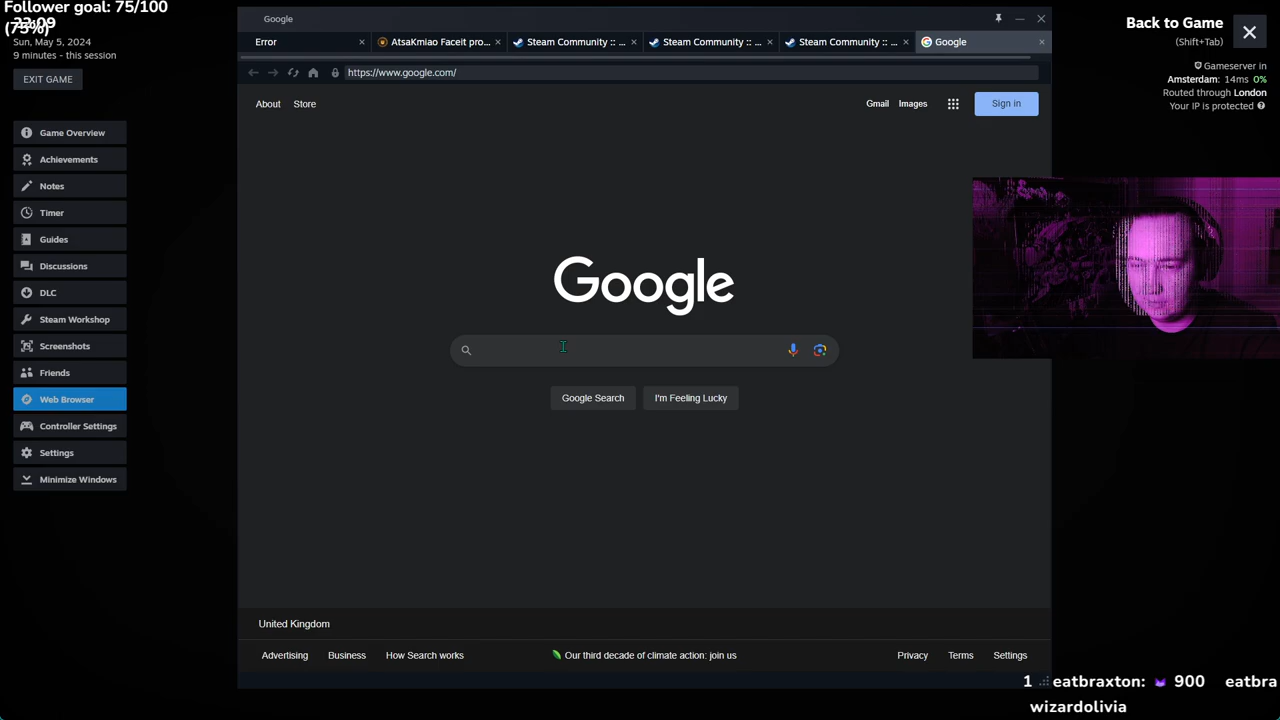 Follower goal: 75/100
(75%)
22:09
Sun, May 5, 2024
9 minutes - this session
EXIT GAME
Game Overview
Achievements
Notes
Timer
Guides
Discussions
DLC
Steam Workshop
Screenshots
Friends
Web Browser
Controller Settings
Settings
Minimize Windows
Google
Error
AtsaKmiao Faceit pro...
Steam Community :: ...
Steam Community :: ...
Steam Community :: ...
Google
https://www.google.com/
About Store
Gmail Images
Sign in
Google
Google Search I'm Feeling Lucky
United Kingdom
Advertising Business How Search works
Our third decade of climate action: join us
Privacy Terms Settings
Back to Game
(Shift+Tab)
Gameserver in
Amsterdam: 14ms 0%
Routed through London
Your IP is protected
1 eatbraxton: 900 eatbra
wizardolivia